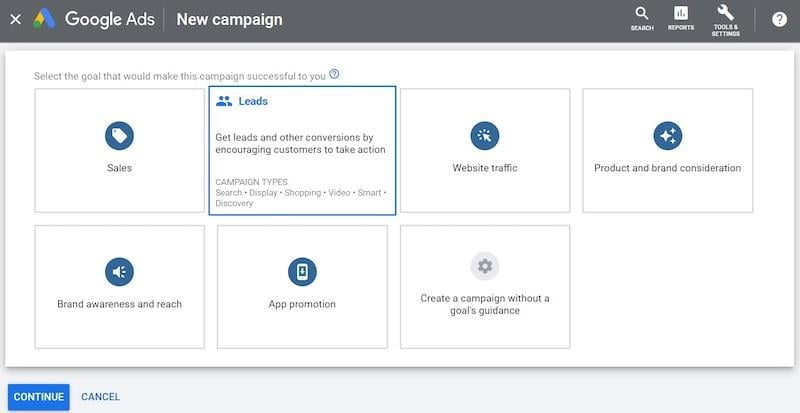 Google Ads
New campaign
SEARCH
REPORTS
TOOLS &
SETTINGS
Select the goal that would make this campaign successful to you
Sales
Leads
Get leads and other conversions by
encouraging customers to take action
CAMPAIGN TYPES
Search • Display • Shopping • Video • Smart •
Discovery
Website traffic
Product and brand consideration
Brand awareness and reach
App promotion
Create a campaign without a
goal's guidance
CONTINUE
CANCEL